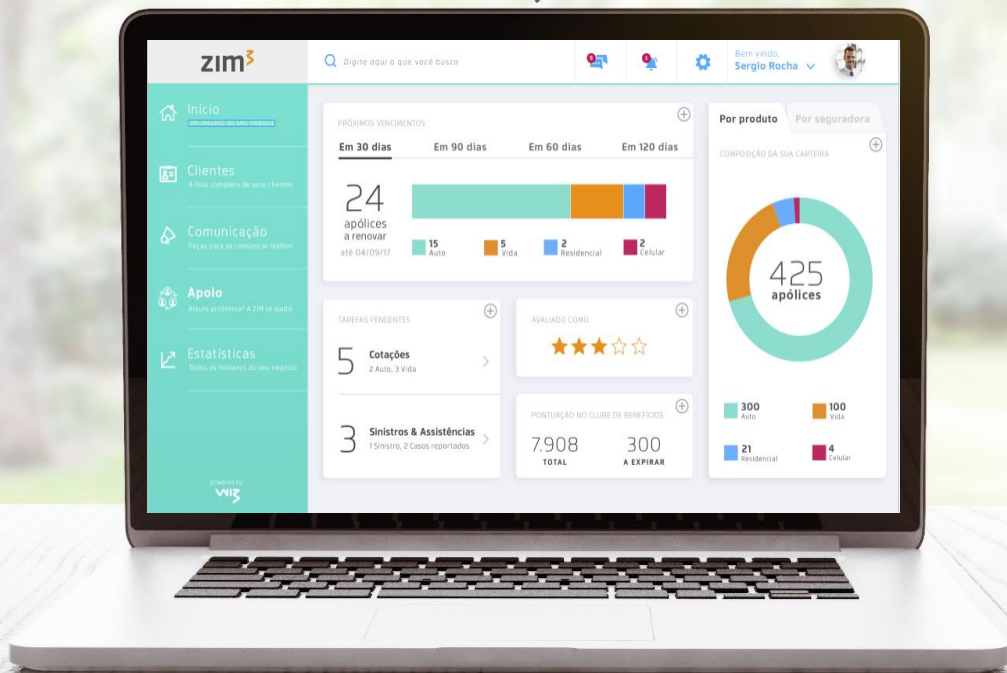 zim3
Digite aqui o que você busca
Bem vindo,
Sergio Rocha
Início
Um resumo do seu negócio
Clientes
A lista completa de seus clientes
Comunicação
Peças para se comunicar melhor
Apoio
Algum problema? A ZIM te ajuda
Estatísticas
Todos os números do seu negócio
powered by
WIZ
PRÓXIMOS VENCIMENTOS
Em 30 dias
Em 90 dias
Em 60 dias
Em 120 dias
24
apólices
a renovar
até 04/09/17
15
Auto
5
Vida
2
Residencial
2
Celular
TAREFAS PENDENTES
5
Cotações
2 Auto, 3 Vida
3
Sinistros & Assistências
1 Sinistro, 2 Casos reportados
AVALIADO COMO
PONTUAÇÃO NO CLUBE DE BENEFÍCIOS
7.908
TOTAL
300
A EXPIRAR
Por produto
Por seguradora
COMPOSIÇÃO DA SUA CARTEIRA
425
apólices
300
Auto
100
Vida
21
Residencial
4
Celular